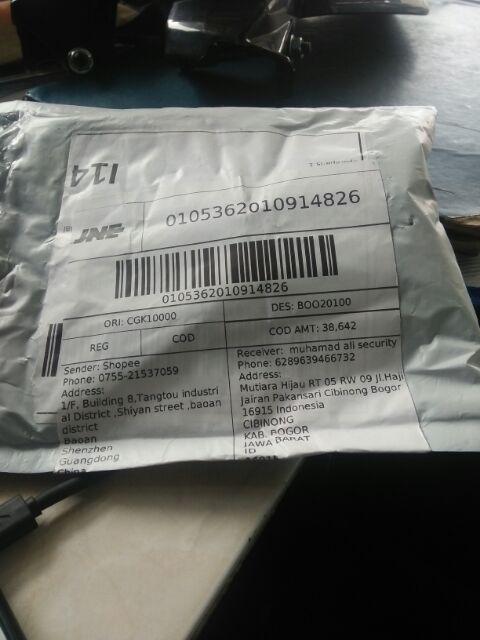 114
JNE
0105362010914826
0105362010914826
ORI: CGK10000
DES: BOO20100
REG
COD
COD AMT: 38,642
Sender: Shopee
Phone: 0755-21537059
Address:
1/F, Building 8,Tangtou industri
al District ,Shiyan street ,baoan
district
Baoan
Shenzhen
Guangdong
China
Receiver: muhamad ali security
Phone: 6289639466732
Address:
Mutiara Hijau RT 05 RW 09 Jl.Haji
Jairan Pakansari Cibinong Bogor
16915 Indonesia
CIBINONG
KAB. BOGOR
JAWA BARAT
ID